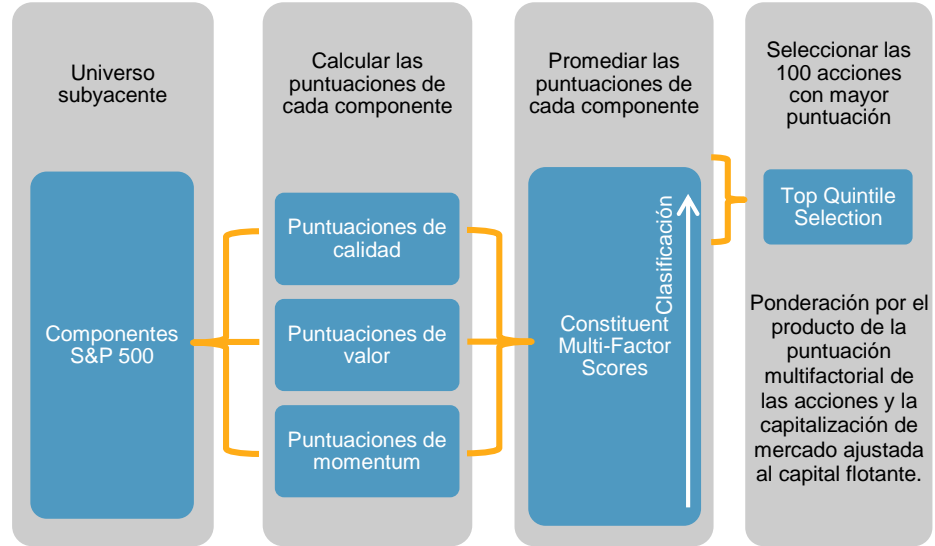 Universo
subyacente
Componentes
S&P 500
Calcular las
puntuaciones de
cada componente
Puntuaciones de
calidad
Puntuaciones de
valor
Puntuaciones de
momentum
Promediar las
puntuaciones de
cada componente
Clasificación
Constituent
Multi-Factor
Scores
Seleccionar las
100 acciones
con mayor
puntuación
Top Quintile
Selection
Ponderación por el
producto de la
puntuación
multifactorial de
las acciones y la
capitalización de
mercado ajustada
al capital flotante.